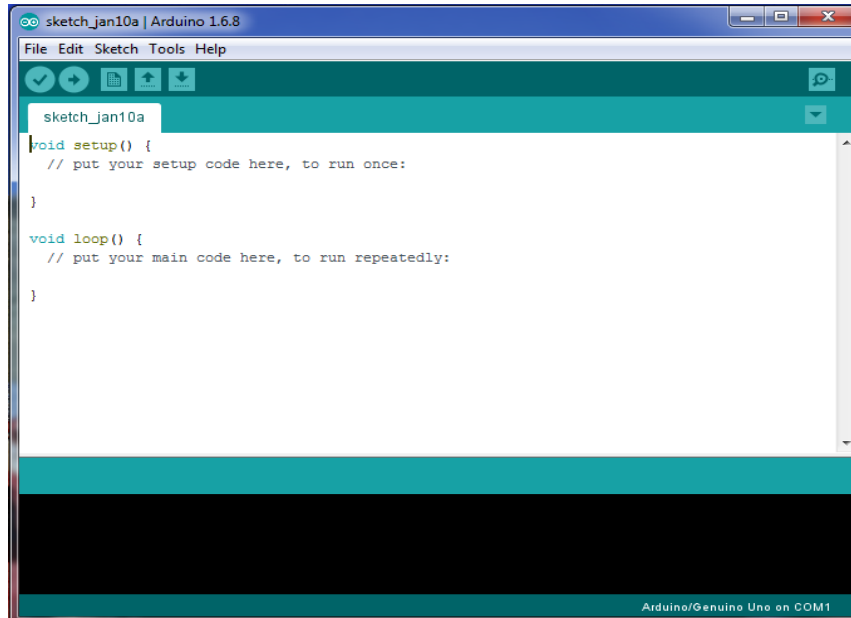 sketch_jan10a | Arduino 1.6.8
File Edit Sketch Tools Help
sketch_jan10a
void setup() {
  // put your setup code here, to run once:
}
void loop() {
  // put your main code here, to run repeatedly:
}
Arduino/Genuino Uno on COM1